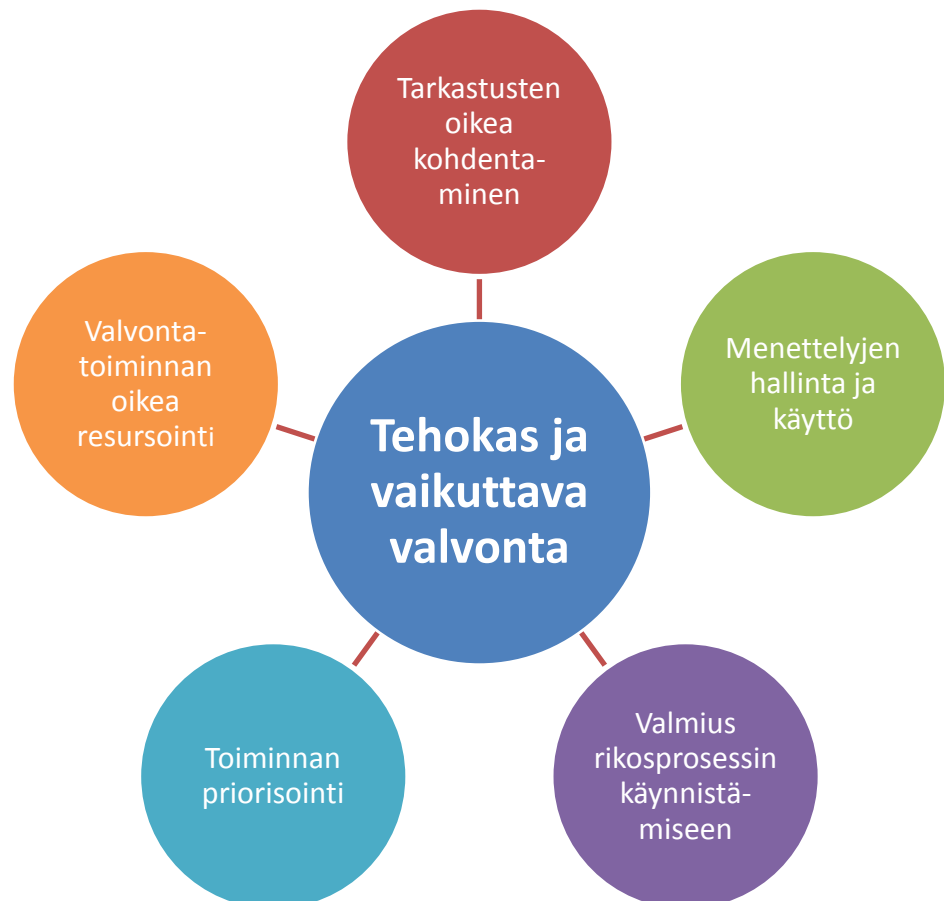 Tarkastusten
oikea
kohdenta-
minen
Valvonta-
toiminnan
oikea
resursointi
Menettelyjen
hallinta ja
käyttö
Tehokas ja
vaikuttava
valvonta
Toiminnan
priorisointi
Valmius
rikosprosessin
käynnistä-
miseen